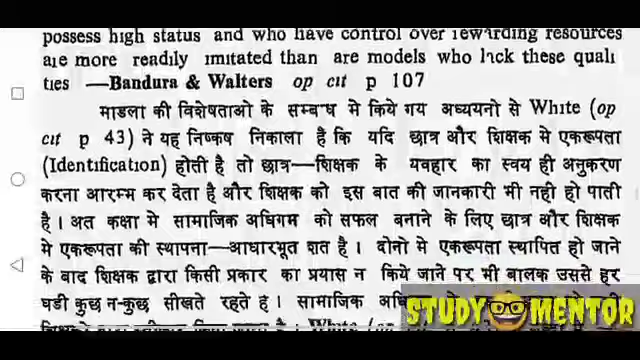 possess high status and who have control over rewarding resources
are more readily imitated than are models who lack these quali
ties —Bandura & Walters op cit p 107
माडला की विशेषताओ के सम्बाध मे किये गय अध्ययनो से White (op
cit p 43) ने यह निष्कष निकाला है कि यदि छात्र और शिक्षक मे एकरूपता
(Identification) होती है तो छात्र—शिक्षक के यवहार का स्वय ही अनुकरण
करना आरम्भ कर देता है और शिक्षक को इस बात की जानकारी भी नही हो पाती
है। अत कक्षा मे सामाजिक अधिगम को सफल बनाने के लिए छात्र और शिक्षक
मे एकरूपता की स्थापना—आधारभूत शत है। दोनो मे एकरूपता स्थापित हो जाने
के बाद शिक्षक द्वारा किसी प्रकार का प्रयास न किये जाने पर भी बालक उससे हर
घडी कुछ न-कुछ सीखते रहते है। सामाजिक
STUDY MENTOR